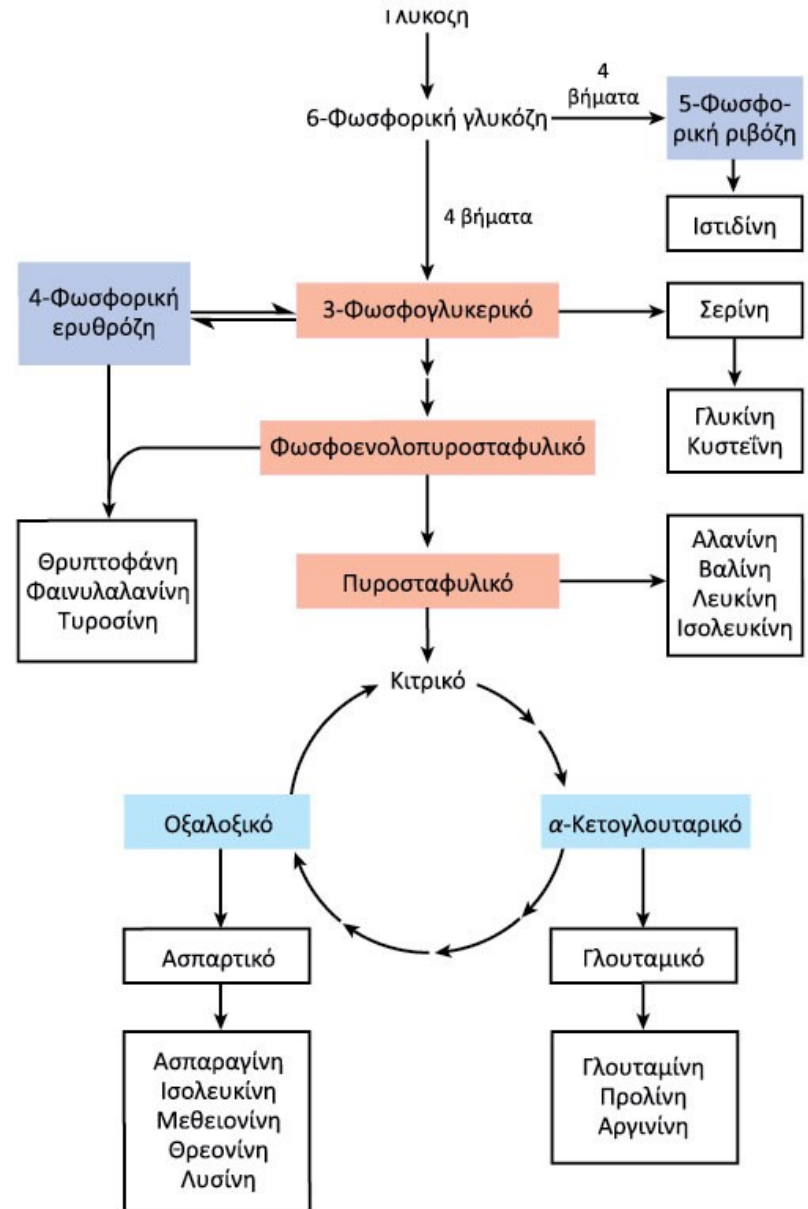 Γλυκόζη
4
βήματα
6-Φωσφορική γλυκόζη
5-Φωσφο-
ρική ριβόζη
4 βήματα
Ιστιδίνη
4-Φωσφορική
ερυθρόζη
3-Φωσφογλυκερικό
Σερίνη
Γλυκίνη
Κυστεΐνη
Φωσφοενολοπυροσταφυλικό
Θρυπτοφάνη
Φαινυλαλανίνη
Τυροσίνη
Πυροσταφυλικό
Αλανίνη
Βαλίνη
Λευκίνη
Ισολευκίνη
Κιτρικό
Οξαλοξικό
α-Κετογλουταρικό
Ασπαρτικό
Γλουταμικό
Ασπαραγίνη
Ισολευκίνη
Μεθειονίνη
Θρεονίνη
Λυσίνη
Γλουταμίνη
Προλίνη
Αργινίνη